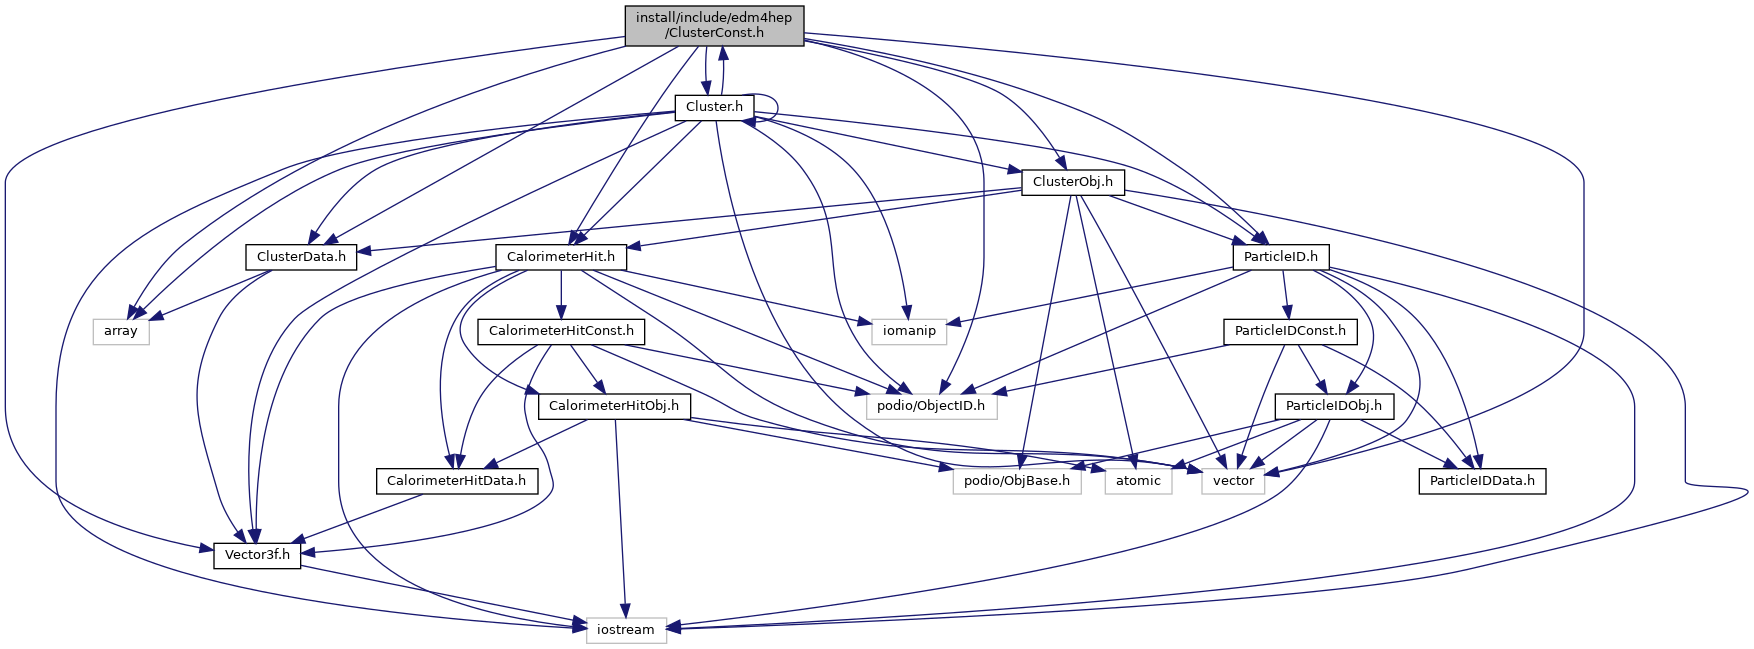 install/include/edm4hep
/ClusterConst.h
Cluster.h
ClusterObj.h
ClusterData.h
CalorimeterHit.h
ParticleID.h
array
CalorimeterHitConst.h
iomanip
ParticleIDConst.h
CalorimeterHitObj.h
podio/ObjectID.h
ParticleIDObj.h
CalorimeterHitData.h
podio/ObjBase.h
atomic
vector
ParticleIDData.h
Vector3f.h
iostream